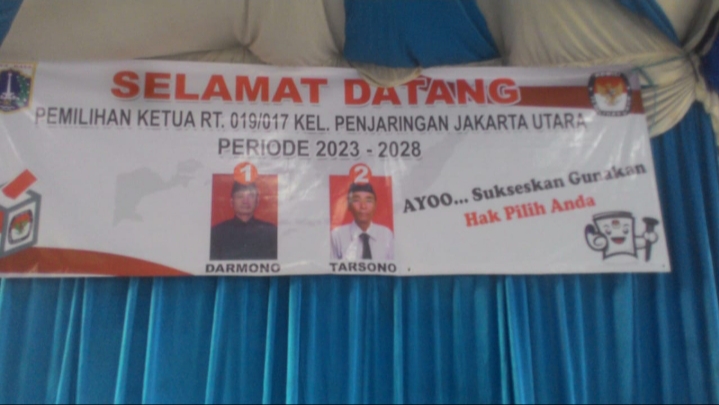 SELAMAT DATANG
PEMILIHAN KETUA RT. 019/017 KEL. PENJARINGAN JAKARTA UTARA
PERIODE 2023 - 2028
1
2
AYOO... Sukseskan Gunakan
Hak Pilih Anda
DARMONO
TARSONO